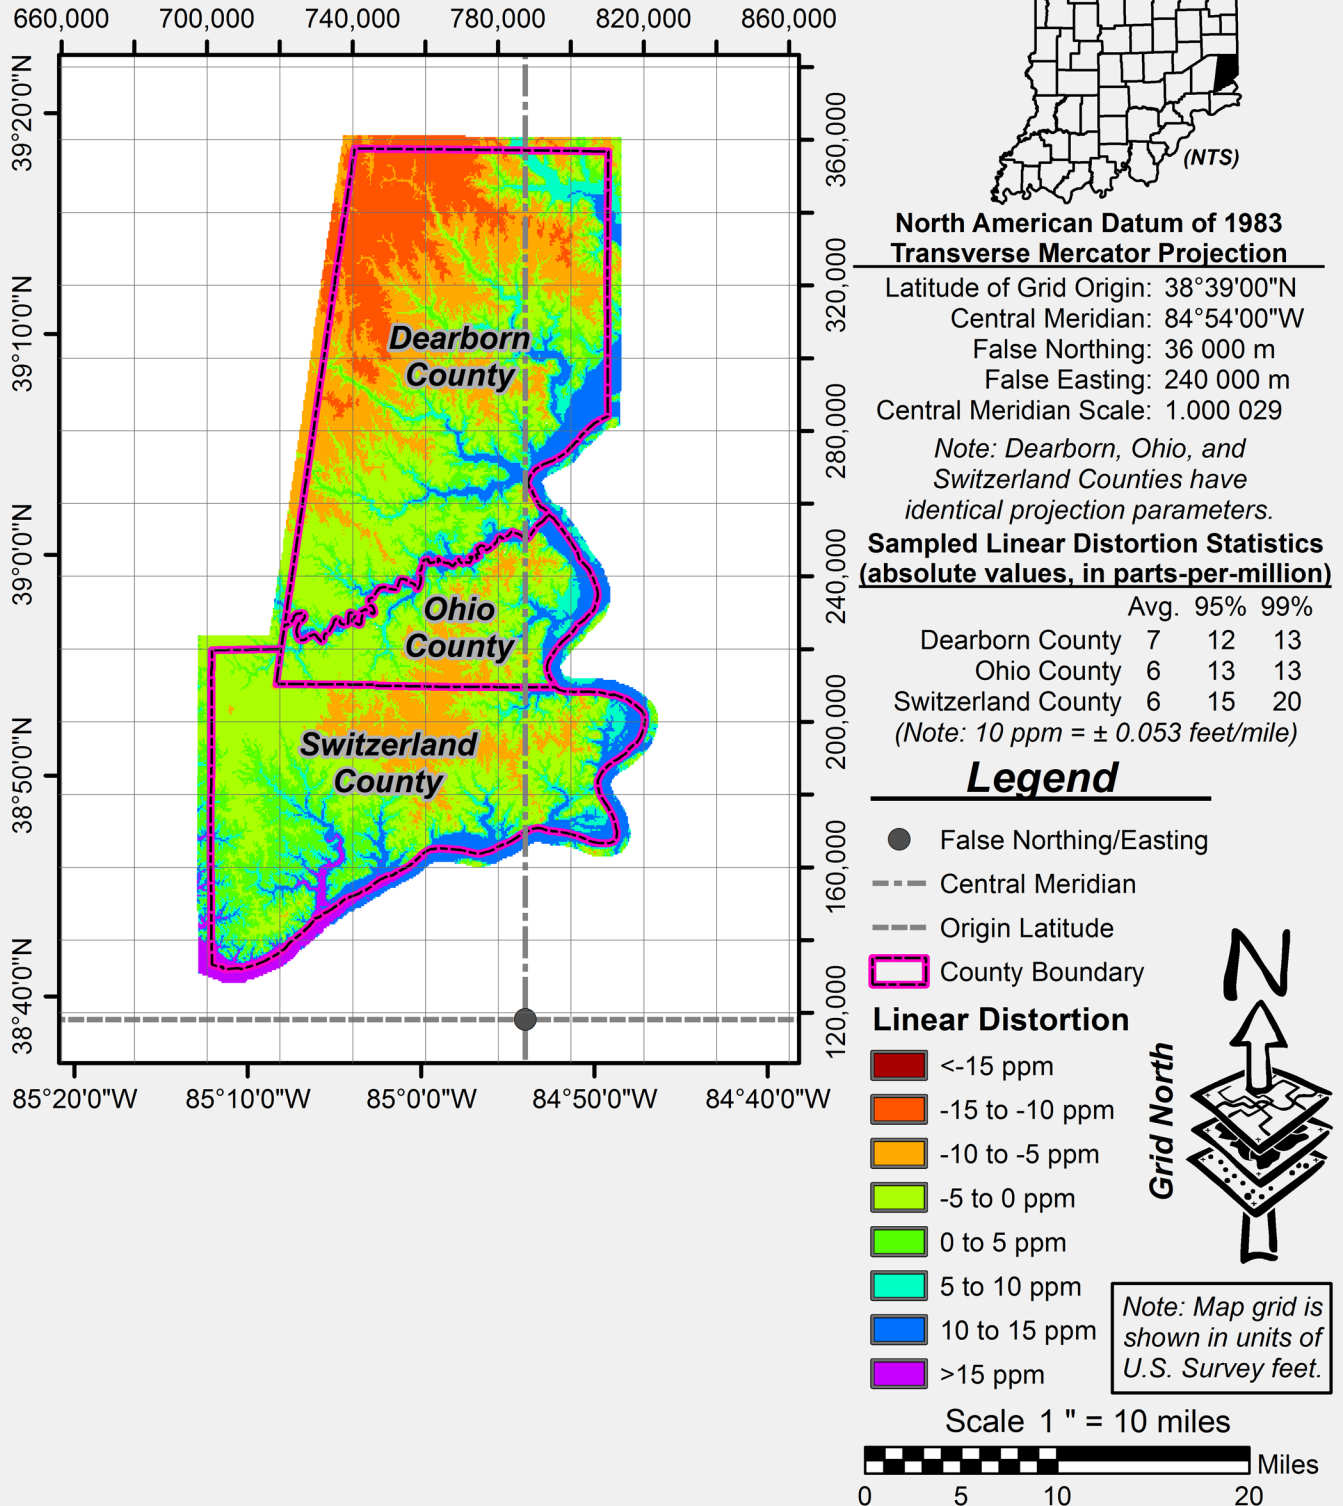 660,000 700,000 740,000 780,000 820,000 860,000
39°20'0"N
39°10'0"N
39°0'0"N
38°50'0"N
38°40'0"N
360,000
320,000
280,000
240,000
200,000
160,000
120,000
85°20'0"W 85°10'0"W 85°0'0"W 84°50'0"W 84°40'0"W
Dearborn
County
Ohio
County
Switzerland
County
(NTS)
North American Datum of 1983
Transverse Mercator Projection
Latitude of Grid Origin: 38°39'00"N
Central Meridian: 84°54'00"W
False Northing: 36 000 m
False Easting: 240 000 m
Central Meridian Scale: 1.000 029
Note: Dearborn, Ohio, and
Switzerland Counties have
identical projection parameters.
Sampled Linear Distortion Statistics
(absolute values, in parts-per-million)
Avg. 95% 99%
Dearborn County 7 12 13
Ohio County 6 13 13
Switzerland County 6 15 20
(Note: 10 ppm = ± 0.053 feet/mile)
Legend
False Northing/Easting
Central Meridian
Origin Latitude
County Boundary
Linear Distortion
<-15 ppm
-15 to -10 ppm
-10 to -5 ppm
-5 to 0 ppm
0 to 5 ppm
5 to 10 ppm
10 to 15 ppm
>15 ppm
N
Grid North
Note: Map grid is
shown in units of
U.S. Survey feet.
Scale 1 " = 10 miles
Miles
0 5 10 20